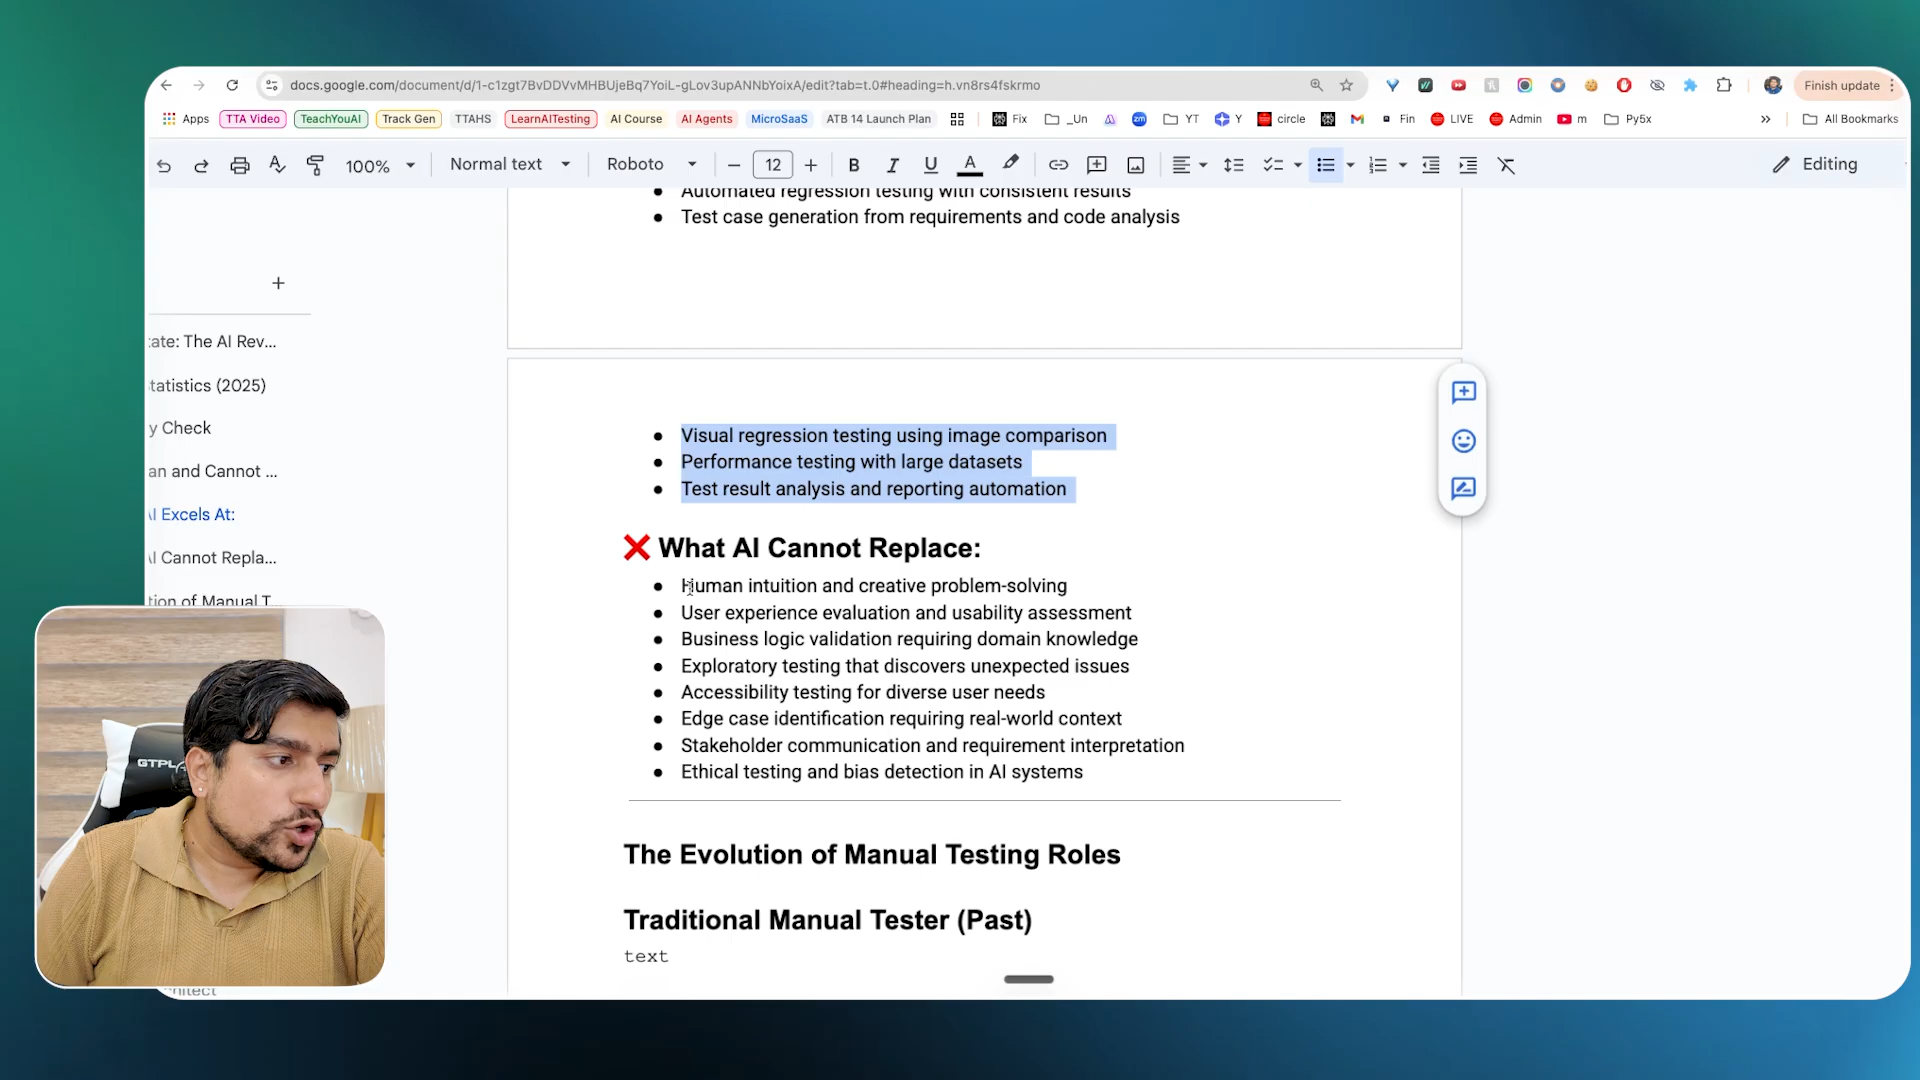 docs.google.com/document/d/1-c1zgt7BvDDVvMHBUjeBq7YoiL-gLov3upANNbYoixA/edit?tab=t.0#heading=h.vn8rs4fskrmo
Finish update
Apps TTA Video TeachYouAI Track Gen TTAHS LearnAITesting AI Course AI Agents MicroSaaS ATB 14 Launch Plan Fix _Un zm YT Y circle Fin LIVE Admin m Py5x » All Bookmarks
100% Normal text Roboto 12 B I U A Editing
Automated regression testing with consistent results
Test case generation from requirements and code analysis
tate: The AI Rev...
tatistics (2025)
y Check
an and Cannot ...
AI Excels At:
AI Cannot Repla...
tion of Manual T...
Visual regression testing using image comparison
Performance testing with large datasets
Test result analysis and reporting automation
❌ What AI Cannot Replace:
Human intuition and creative problem-solving
User experience evaluation and usability assessment
Business logic validation requiring domain knowledge
Exploratory testing that discovers unexpected issues
Accessibility testing for diverse user needs
Edge case identification requiring real-world context
Stakeholder communication and requirement interpretation
Ethical testing and bias detection in AI systems
The Evolution of Manual Testing Roles
Traditional Manual Tester (Past)
text
GTPL